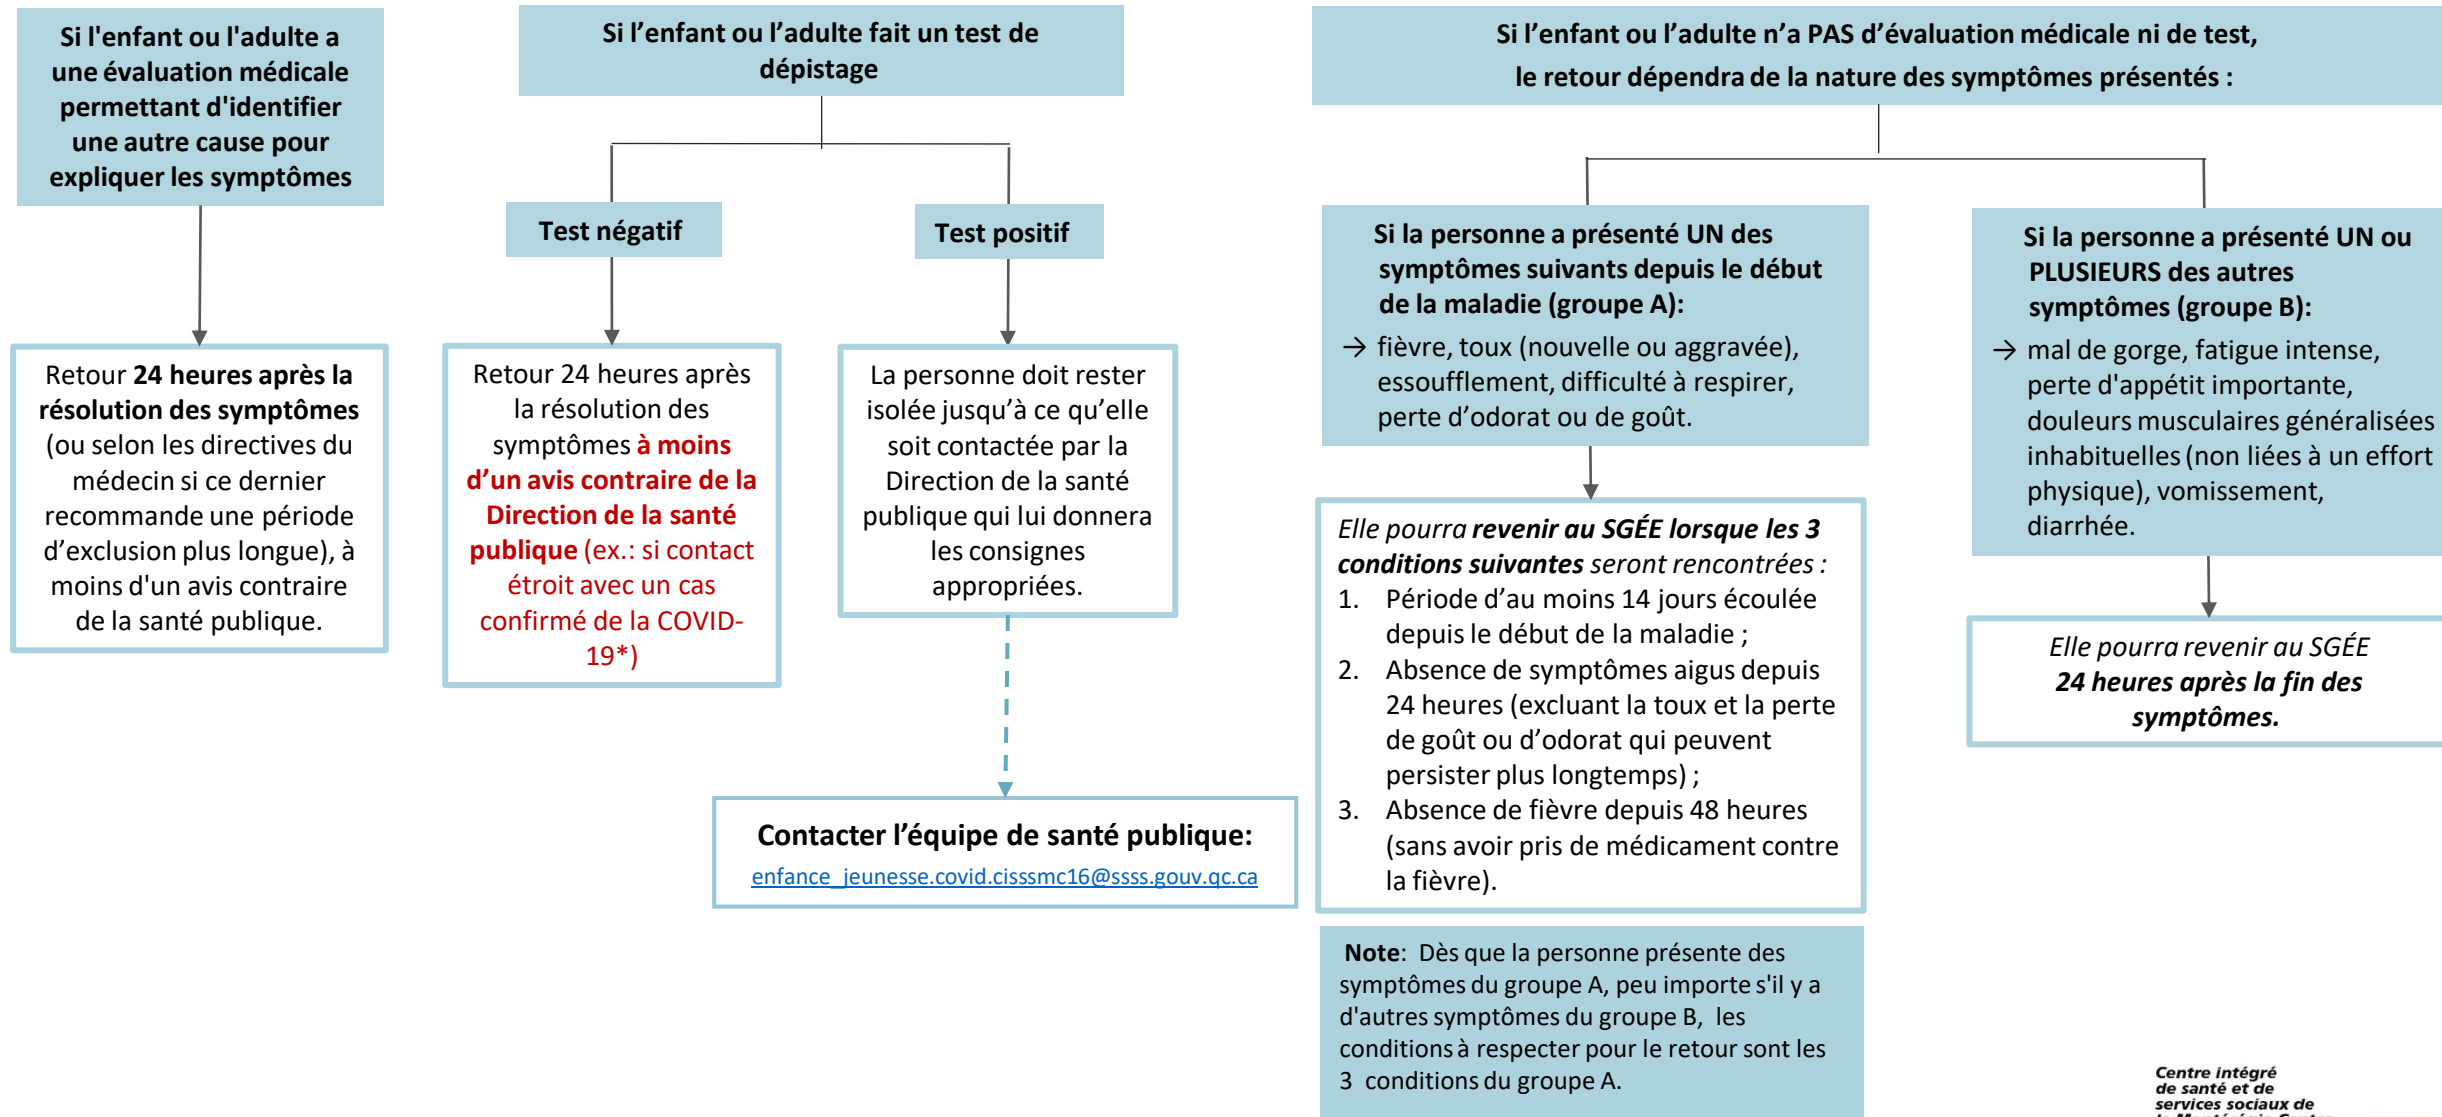 Si l'enfant ou l'adulte a
une évaluation médicale
permettant d'identifier
une autre cause pour
expliquer les symptômes
Retour 24 heures après la
résolution des symptômes
(ou selon les directives du
médecin si ce dernier
recommande une période
d'exclusion plus longue), à
moins d'un avis contraire
de la santé publique.
Si l’enfant ou l’adulte fait un test de
dépistage
Test négatif
Retour 24 heures après
la résolution des
symptômes à moins
d’un avis contraire de la
Direction de la santé
publique (ex.: si contact
étroit avec un cas
confirmé de la COVID-
19*)
Test positif
La personne doit rester
isolée jusqu’à ce qu’elle
soit contactée par la
Direction de la santé
publique qui lui donnera
les consignes
appropriées.
Contacter l’équipe de santé publique:
enfance_jeunesse.covid.cisssmc16@ssss.gouv.qc.ca
Si l’enfant ou l’adulte n’a PAS d’évaluation médicale ni de test,
le retour dépendra de la nature des symptômes présentés :
Si la personne a présenté UN des
symptômes suivants depuis le début
de la maladie (groupe A):
→ fièvre, toux (nouvelle ou aggravée),
essoufflement, difficulté à respirer,
perte d’odorat ou de goût.
Elle pourra revenir au SGÉE lorsque les 3
conditions suivantes seront rencontrées :
1. Période d’au moins 14 jours écoulée
depuis le début de la maladie ;
2. Absence de symptômes aigus depuis
24 heures (excluant la toux et la perte
de goût ou d’odorat qui peuvent
persister plus longtemps) ;
3. Absence de fièvre depuis 48 heures
(sans avoir pris de médicament contre
la fièvre).
Note: Dès que la personne présente des
symptômes du groupe A, peu importe s'il y a
d'autres symptômes du groupe B, les
conditions à respecter pour le retour sont les
3 conditions du groupe A.
Si la personne a présenté UN ou
PLUSIEURS des autres
symptômes (groupe B):
→ mal de gorge, fatigue intense,
perte d'appétit importante,
douleurs musculaires généralisées
inhabituelles (non liées à un effort
physique), vomissement,
diarrhée.
Elle pourra revenir au SGÉE
24 heures après la fin des
symptômes.
Centre intégré
de santé et de
services sociaux de